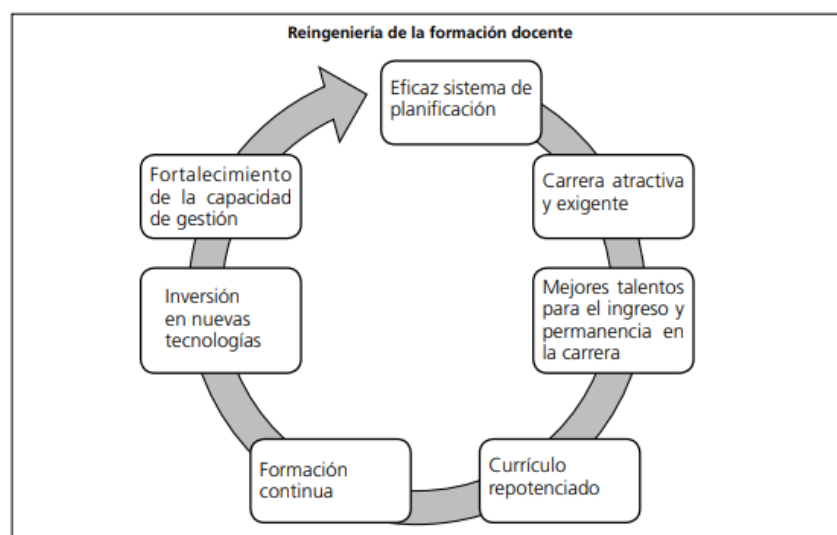 Reingeniería de la formación docente
Eficaz sistema de
planificación
Carrera atractiva
y exigente
Mejores talentos
para el ingreso y
permanencia en
la carrera
Currículo
repotenciado
Formación
continua
Inversión
en nuevas
tecnologías
Fortalecimiento
de la capacidad
de gestión